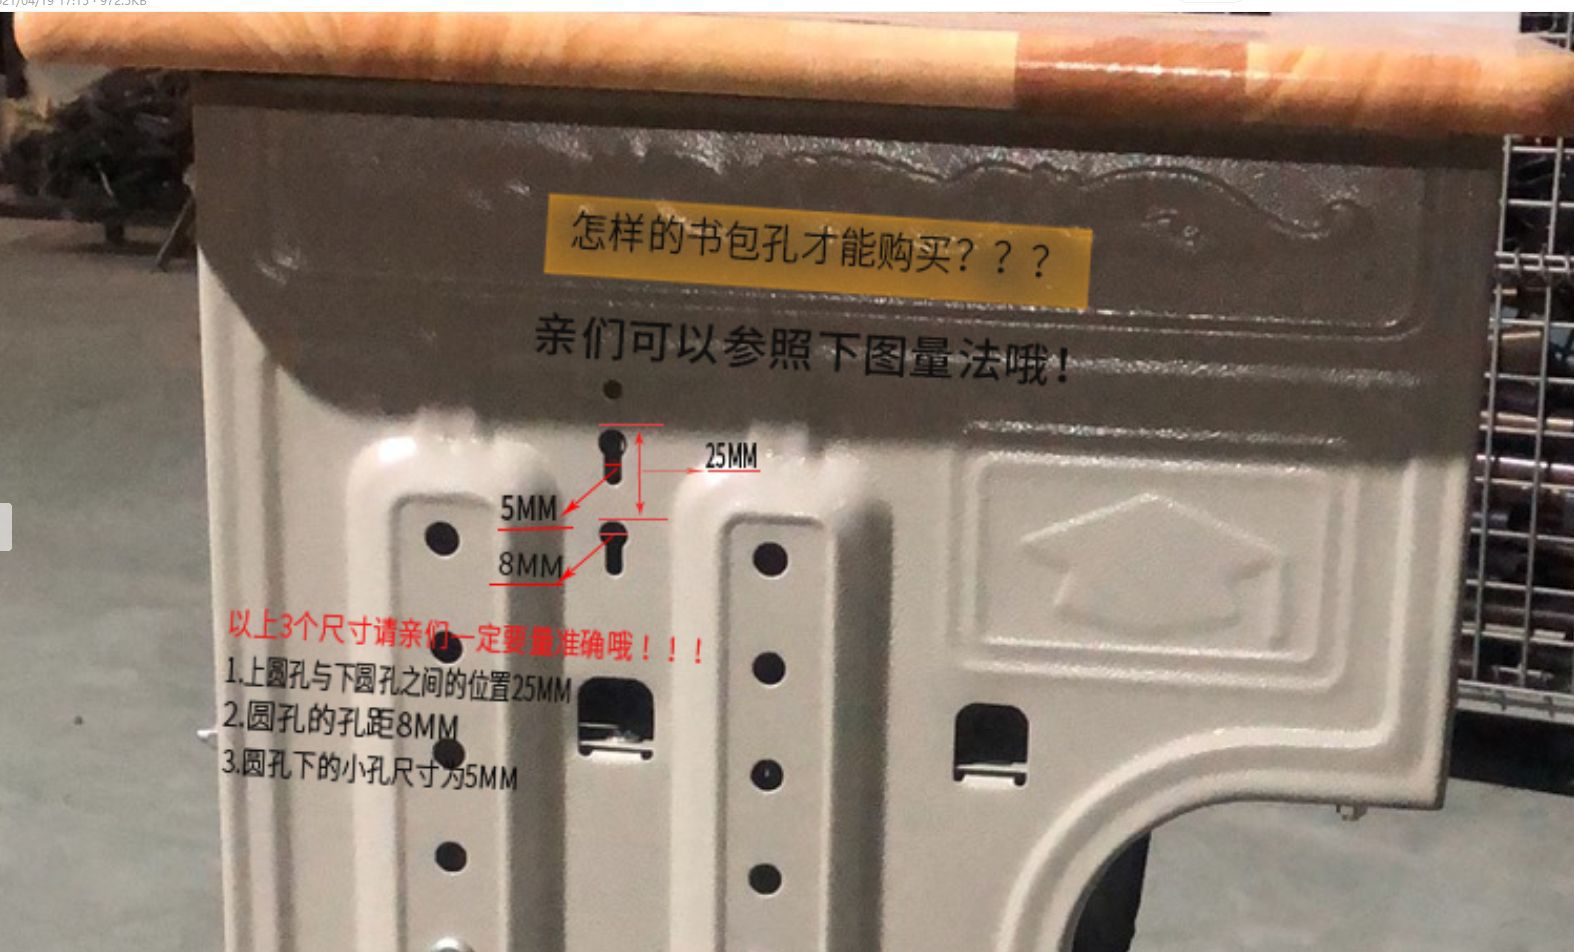 怎样的书包孔才能购买？？？
亲们可以参照下图量法哦！
25MM
5MM
8MM
以上3个尺寸请亲们一定要量准确哦！！！
1.上圆孔与下圆孔之间的位置25MM
2.圆孔的孔距8MM
3.圆孔下的小孔尺寸为5MM